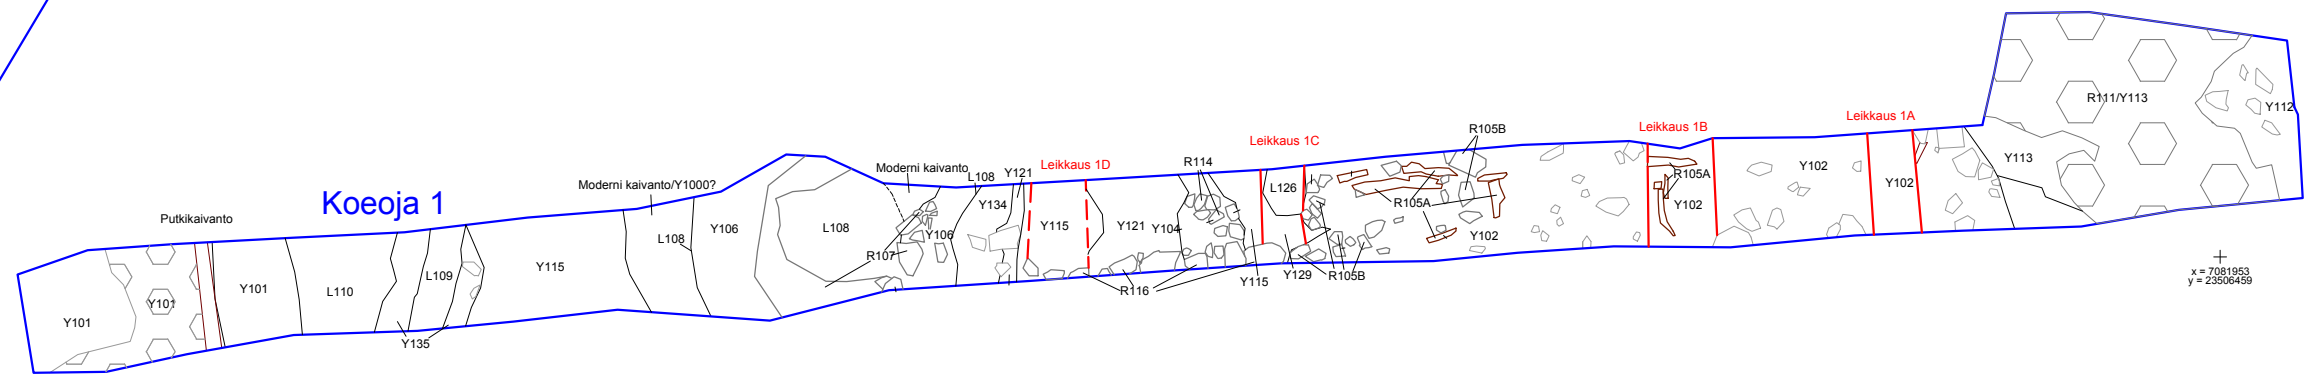 Koeoja 1
Putkikaivanto
Y101
Y101
Y101
L110
Y135
L109
Y115
Moderni kaivanto/Y1000?
L108
Y106
L108
Moderni kaivanto
R107
Y106
L108
Y134
Y121
Leikkaus 1D
Y115
Y121
R116
Y104
R114
Leikkaus 1C
L126
Y115
Y129
R105B
R105A
R105B
Y102
Leikkaus 1B
R105A
Y102
Y102
Leikkaus 1A
Y102
Y113
R111/Y113
Y112
x = 7081953
y = 23506459